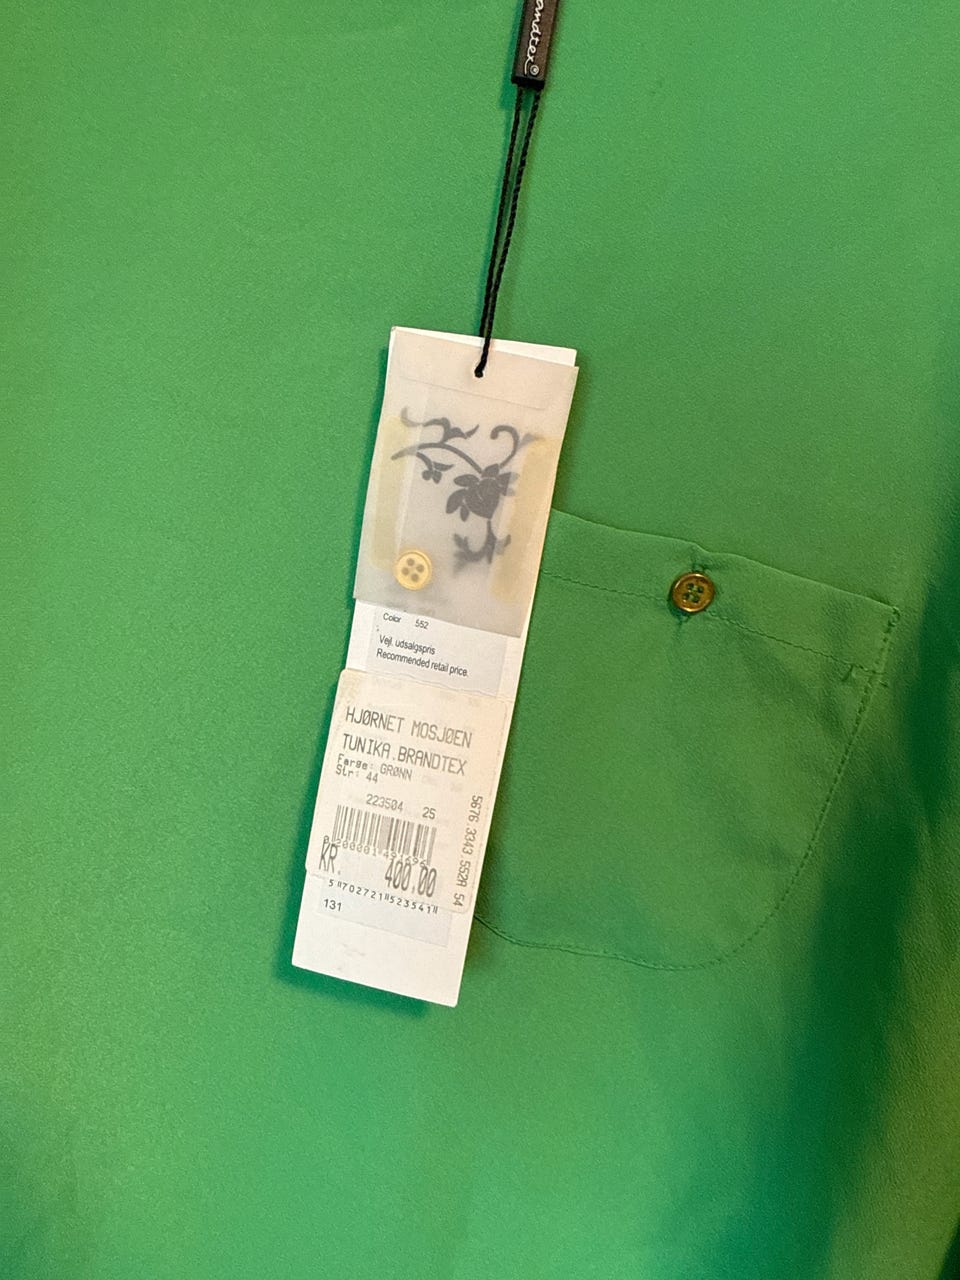 andtex
Color 552
Vejl. udsalgspris
Recommended retail price.
HJØRNET MOSJØEN
TUNIKA.BRANDTEX
Farge: GRØNN
Str: 44
223504 25
KR. 400.00
5676.3343.552A 54
5 702721 523541
131